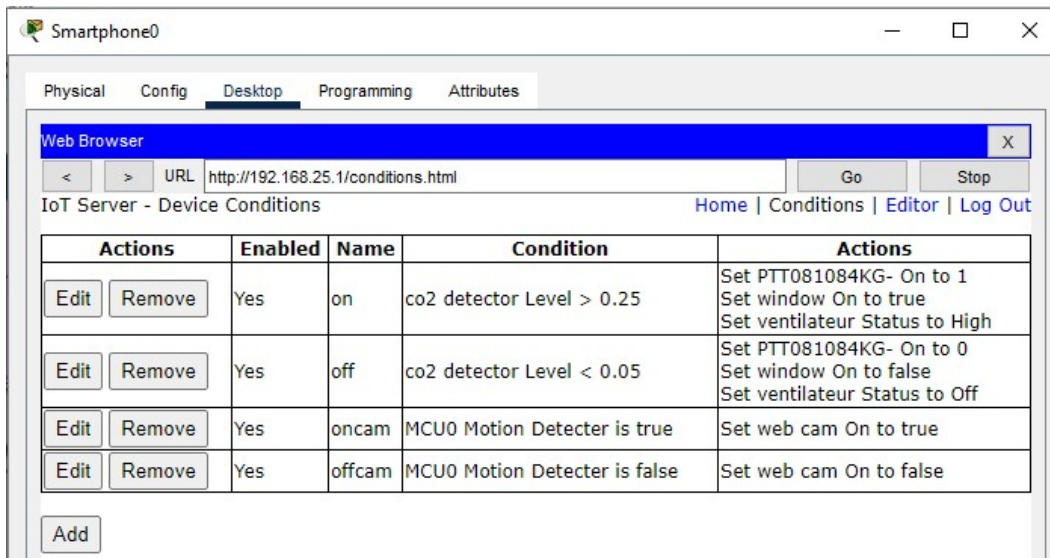 Smartphone0
Physical Config Desktop Programming Attributes
Web Browser X
< > URL http://192.168.25.1/conditions.html Go Stop
IoT Server - Device Conditions Home | Conditions | Editor | Log Out
Actions Enabled Name Condition Actions
Edit Remove Yes on co2 detector Level > 0.25 Set PTT081084KG- On to 1
Set window On to true
Set ventilateur Status to High
Edit Remove Yes off co2 detector Level < 0.05 Set PTT081084KG- On to 0
Set window On to false
Set ventilateur Status to Off
Edit Remove Yes oncam MCU0 Motion Detecter is true Set web cam On to true
Edit Remove Yes offcam MCU0 Motion Detecter is false Set web cam On to false
Add